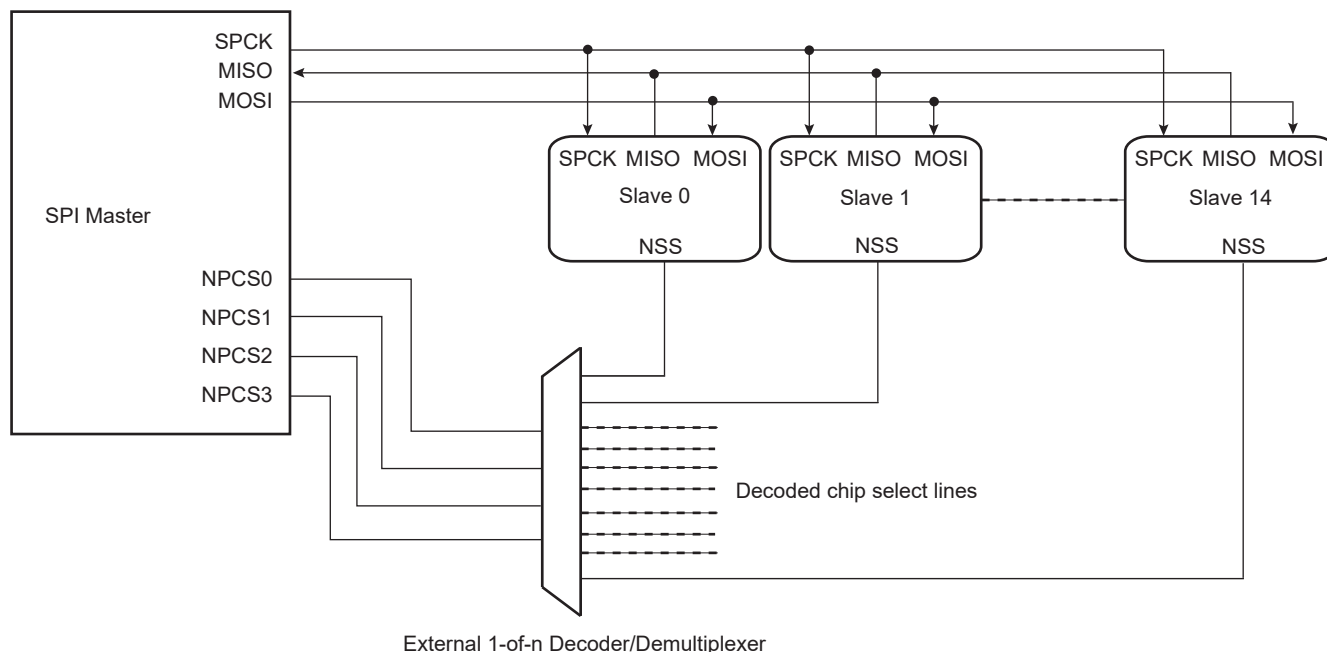 SPCK
MISO
MOSI
SPI Master
NPCS0
NPCS1
NPCS2
NPCS3
SPCK MISO MOSI
Slave 0
NSS
SPCK MISO MOSI
Slave 1
NSS
SPCK MISO MOSI
Slave 14
NSS
Decoded chip select lines
External 1-of-n Decoder/Demultiplexer